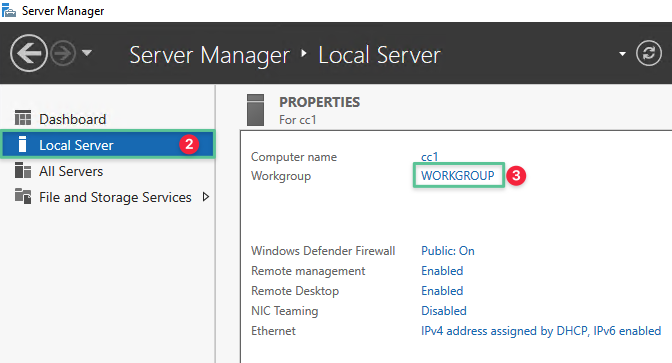 Server Manager
Server Manager • Local Server
Dashboard
Local Server 2
All Servers
File and Storage Services
PROPERTIES
For cc1
Computer name cc1
Workgroup WORKGROUP 3
Windows Defender Firewall Public: On
Remote management Enabled
Remote Desktop Enabled
NIC Teaming Disabled
Ethernet IPv4 address assigned by DHCP, IPv6 enabled